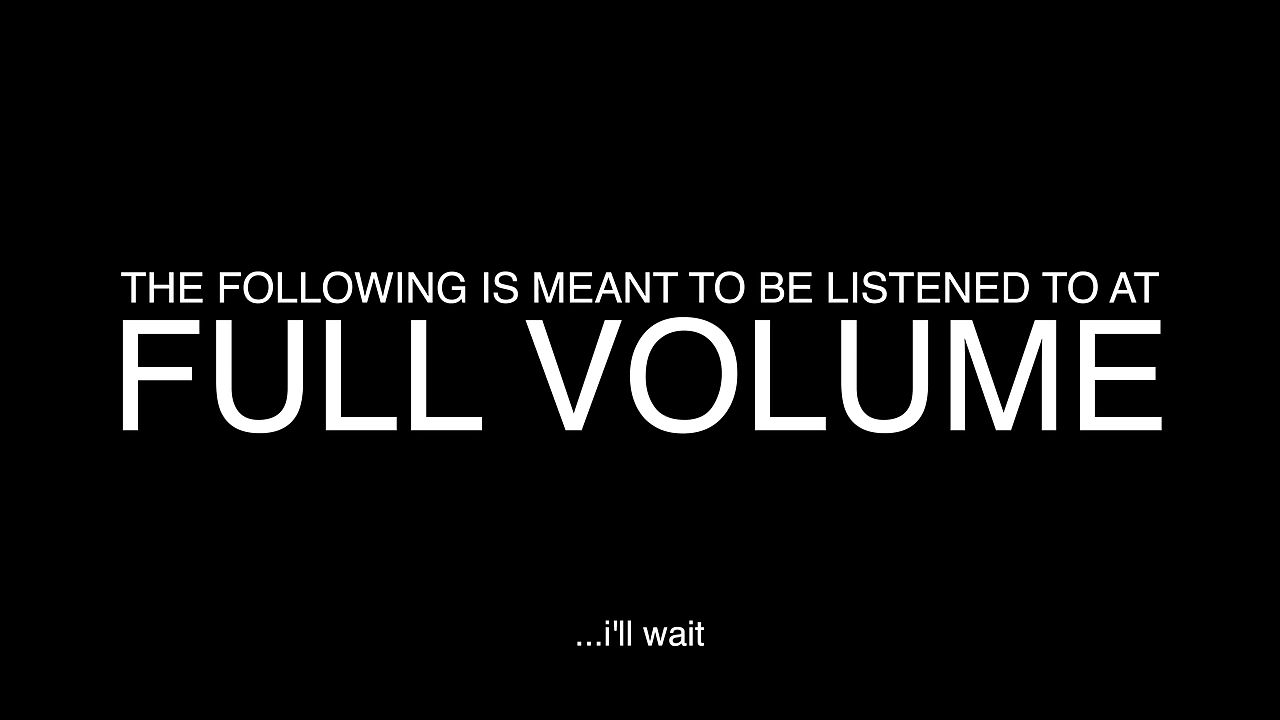 THE FOLLOWING IS MEANT TO BE LISTENED TO AT
FULL VOLUME
...i'll wait